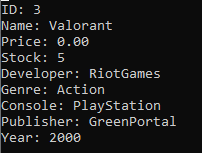 ID: 3
Name: Valorant
Price: 0.00
Stock: 5
Developer: RiotGames
Genre: Action
Console: PlayStation
Publisher: GreenPortal
Year: 2000